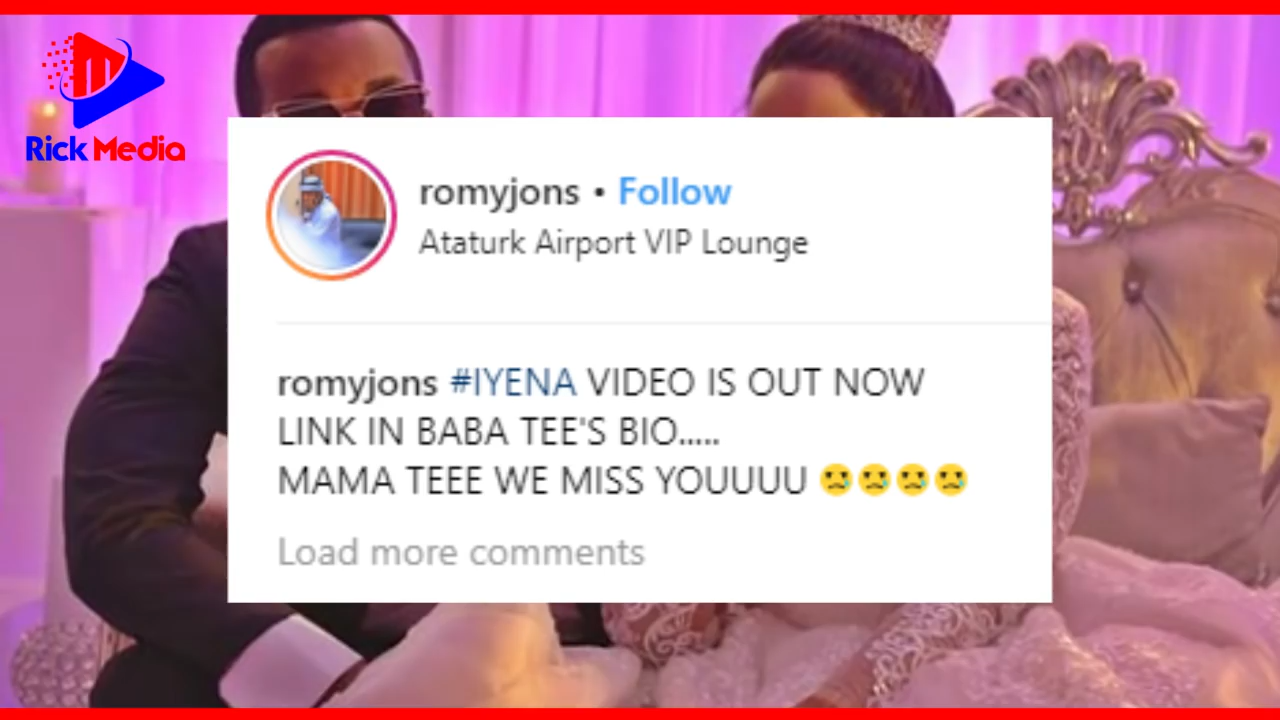 Rick Media
romyjons • Follow
Ataturk Airport VIP Lounge
romyjons #IYENA VIDEO IS OUT NOW
LINK IN BABA TEE'S BIO.....
MAMA TEEE WE MISS YOUUUU 😢😢😢😢
Load more comments